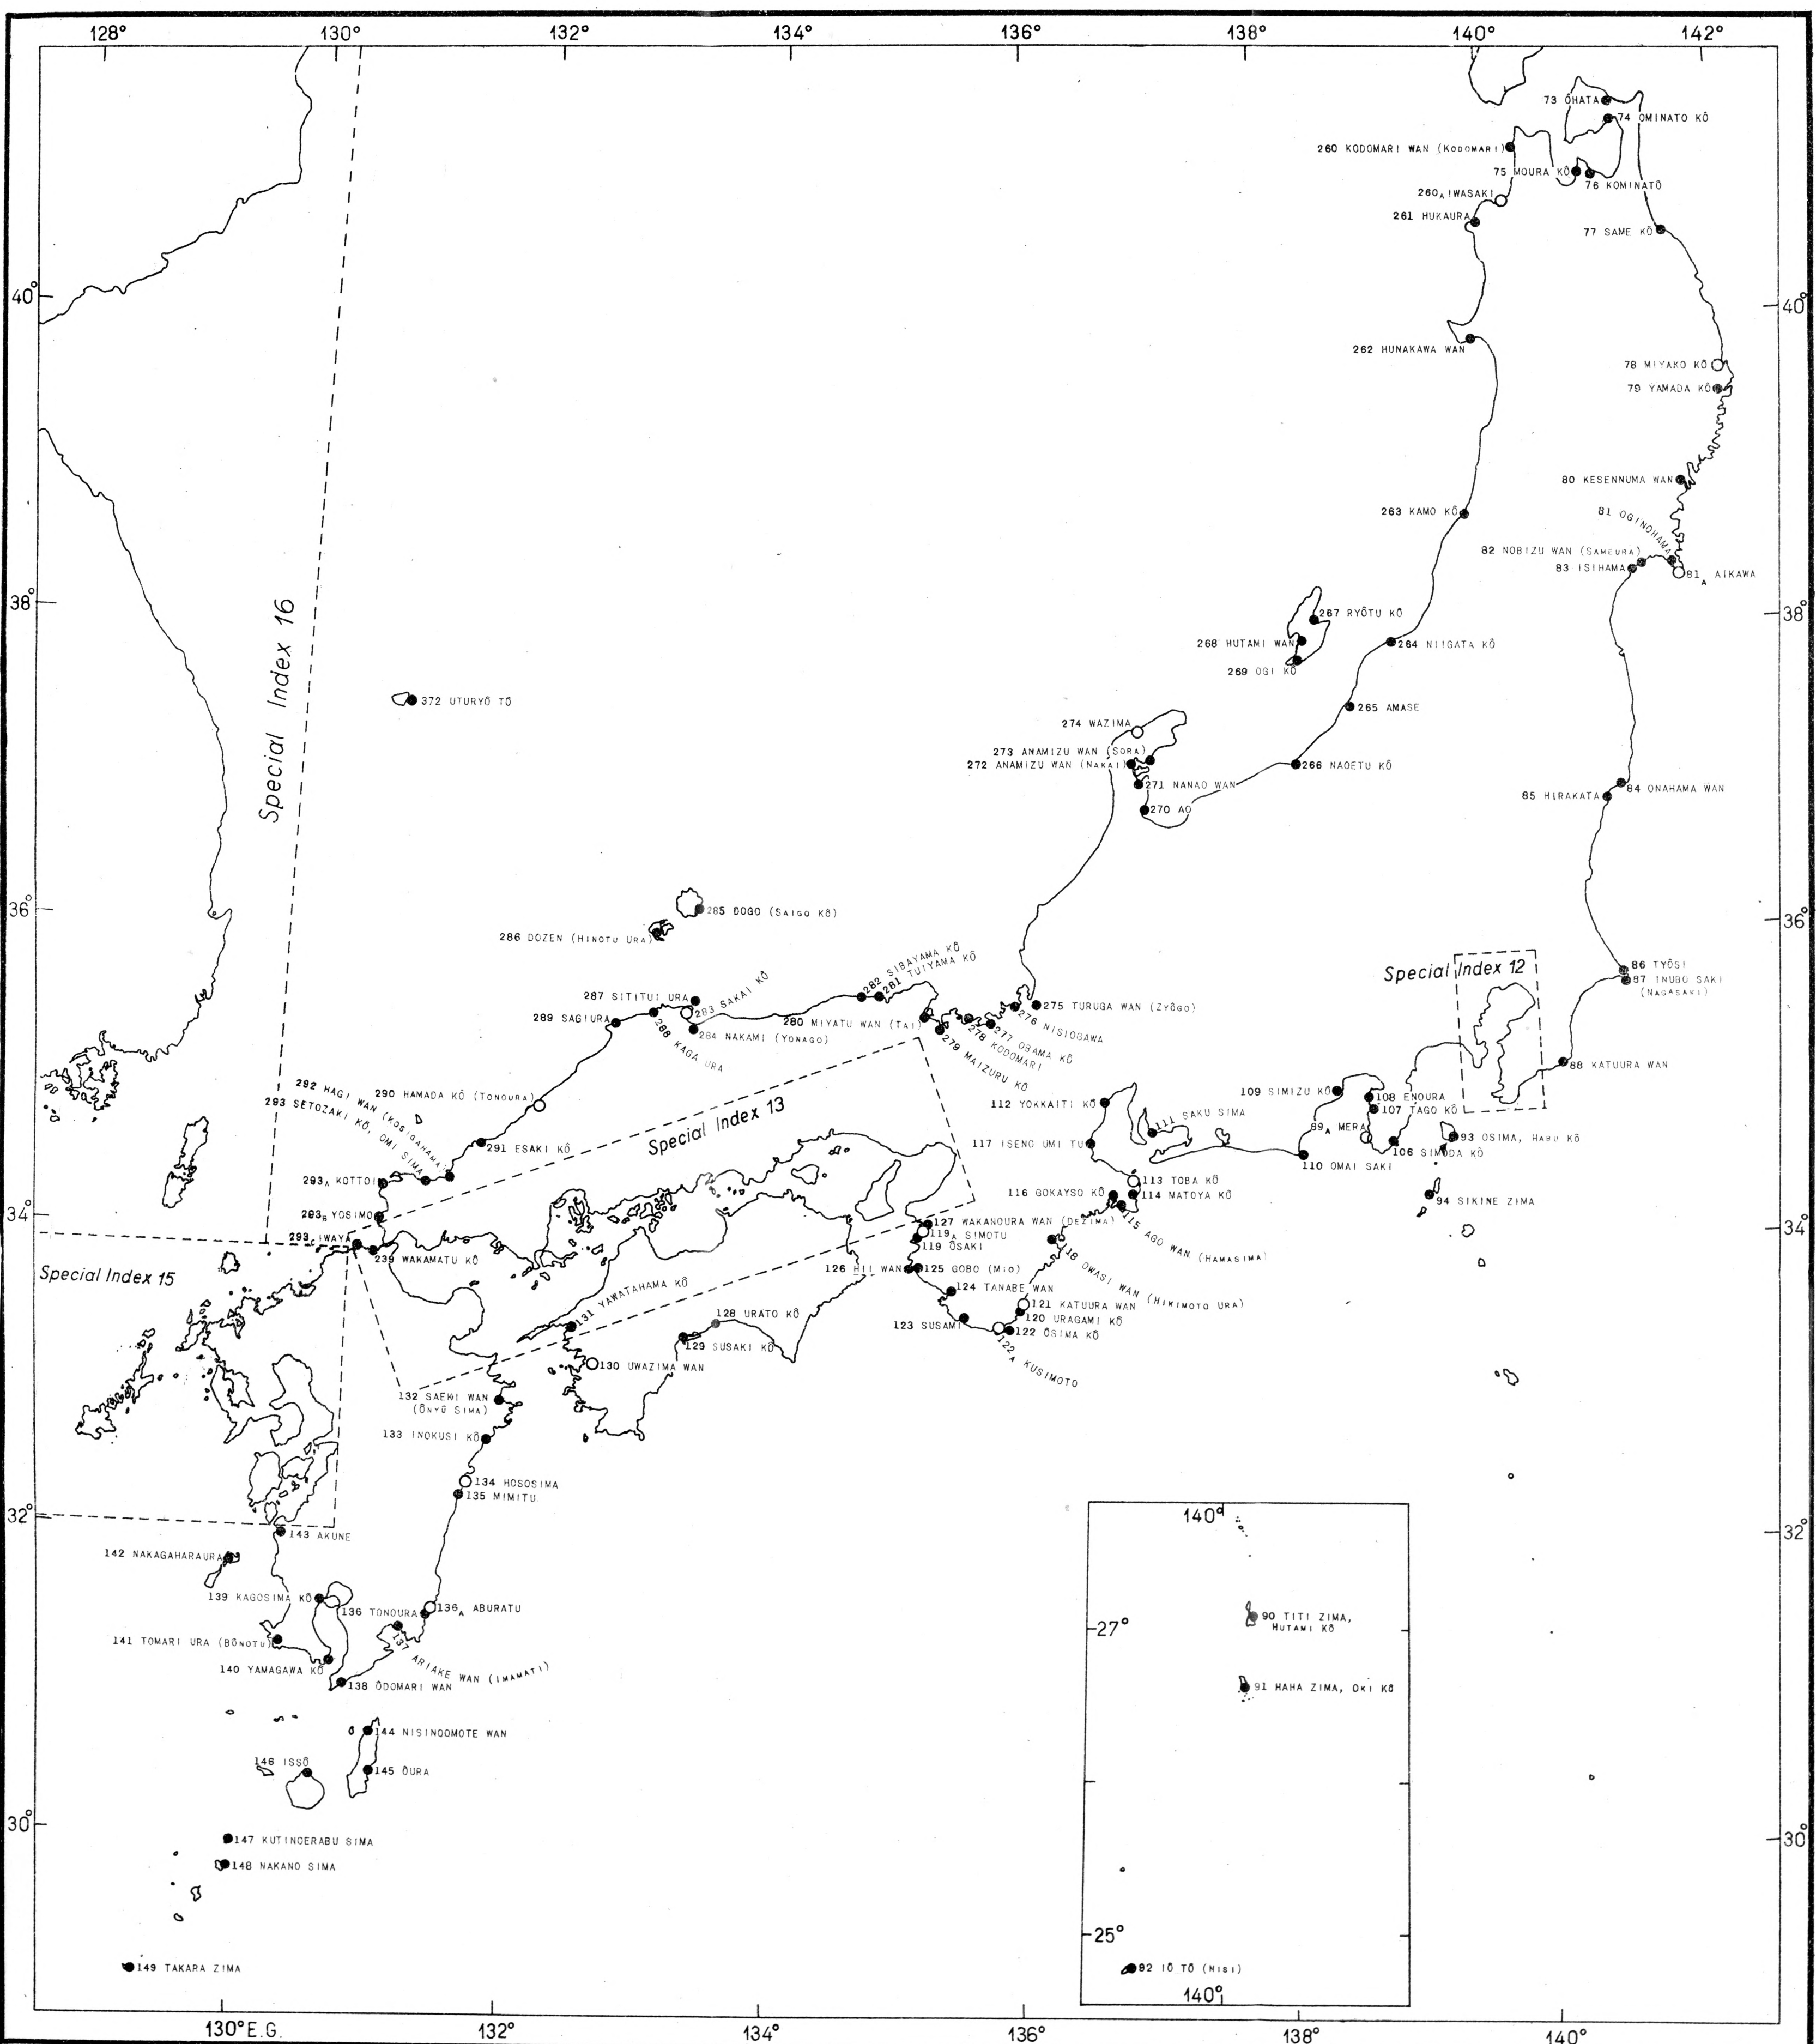 128° 130° 132° 134° 136° 138° 140° 142°
73 ŌHATA
74 OMINATO KŌ
260 KODOMARI WAN (KODOMARI)
75 MOURA KŌ
76 KOMINATO
260A IWASAKI
261 HUKAURA
77 SAME KŌ
40° 40°
262 HUNAKAWA WAN
78 MIYAKO KŌ
79 YAMADA KŌ
80 KESENNUMA WAN
263 KAMO KŌ
81 OGINOHAMA
82 NOBIZU WAN (SAMEURA)
83 ISIHAMA
81A AIKAWA
38° 38°
Special Index 16
267 RYŌTU KŌ
268 HUTAMI WAN
264 NIIGATA KŌ
269 OGI KŌ
372 UTURYŌ TŌ
265 AMASE
274 WAZIMA
273 ANAMIZU WAN (SORA)
272 ANAMIZU WAN (NAKAI)
266 NAOETU KŌ
271 NANAO WAN
270 AO
84 ONAHAMA WAN
85 HIRAKATA
36° 36°
285 DOGO (SAIGO KŌ)
286 DOZEN (HINOTU URA)
Special Index 12
86 TYŌSI
87 INUBO SAKI
(NAGASAKI)
282 SIBAYAMA KŌ
281 TUIYAMA KŌ
287 SITITUI URA
283 SAKAI KŌ
275 TURUGA WAN (ZYŌGO)
276 NISIOGAWA
289 SAGIURA
288 KAGA URA
284 NAKAMI (YONAGO)
280 MIYATU WAN (TAI)
277 OBAMA KŌ
278 KODOMARI
279 MAIZURU KŌ
88 KATUURA WAN
292 HAGI WAN (KOSIGAHAMA)
293 SETOZAKI KŌ, OMI SIMA
290 HAMADA KŌ (TONOURA)
291 ESAKI KŌ
Special Index 13
109 SIMIZU KŌ
108 ENOURA
107 TAGO KŌ
112 YOKKAITI KŌ
111 SAKU SIMA
89A MERA
93 OSIMA, HABU KŌ
117 ISENO UMI TU
106 SIMODA KŌ
110 OMAI SAKI
293A KOTTOI
113 TOBA KŌ
116 GOKAYSO KŌ
114 MATOYA KŌ
94 SIKINE ZIMA
34° 34°
293B YOSIMO
127 WAKANOURA WAN (DEZIMA)
115 AGO WAN (HAMASIMA)
119A SIMOTU
119 ŌSAKI
293C IWAYA
239 WAKAMATU KŌ
118 OWASI WAN (HIKIMOTO URA)
Special Index 15
126 HII WAN
125 GOBO (MIO)
124 TANABE WAN
131 YAWATAHAMA KŌ
128 URATO KŌ
121 KATUURA WAN
120 URAGAMI KŌ
123 SUSAMI
122 ŌSIMA KŌ
122A KUSIMOTO
129 SUSAKI KŌ
130 UWAZIMA WAN
132 SAEKI WAN
(ŌNYŪ SIMA)
133 INOKUSI KŌ
134 HOSOSIMA
135 MIMITU
32° 32°
143 AKUNE
142 NAKAGAHARAURA
139 KAGOSIMA KŌ
136 TONOURA
136A ABURATU
141 TOMARI URA (BŌNOTU)
137 ARIAKE WAN (IMAMATI)
140 YAMAGAWA KŌ
138 ŌDOMARI WAN
144 NISINOOMOTE WAN
146 ISSŌ
145 ŌURA
30° 30°
147 KUTINOERABU SIMA
148 NAKANO SIMA
149 TAKARA ZIMA
140°
90 TITI ZIMA,
HUTAMI KŌ
27°
91 HAHA ZIMA, OKI KŌ
25°
92 IŌ TŌ (NISI)
140°
130° E.G. 132° 134° 136° 138° 140°